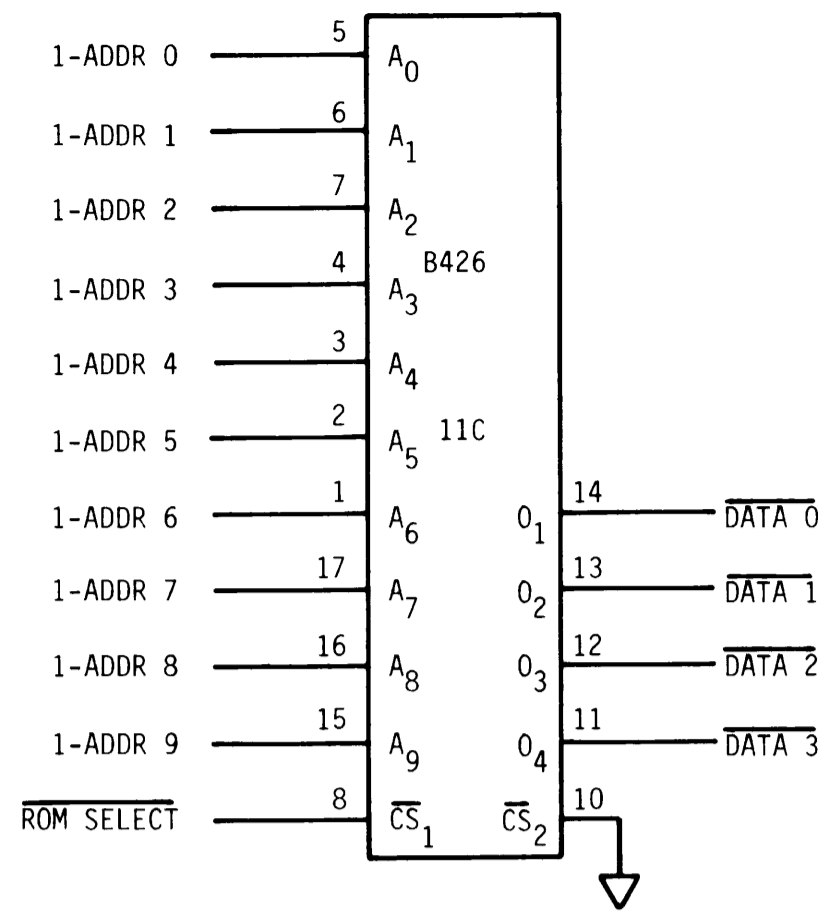 5
1-ADDR 0 A0
6
1-ADDR 1 A1
7
1-ADDR 2 A2
4 B426
1-ADDR 3 A3
3
1-ADDR 4 A4
2
1-ADDR 5 A5 11C
1 14
1-ADDR 6 A6 O1 DATA 0
17 13
1-ADDR 7 A7 O2 DATA 1
16 12
1-ADDR 8 A8 O3 DATA 2
15 11
1-ADDR 9 A9 O4 DATA 3
8 10
ROM SELECT CS1 CS2